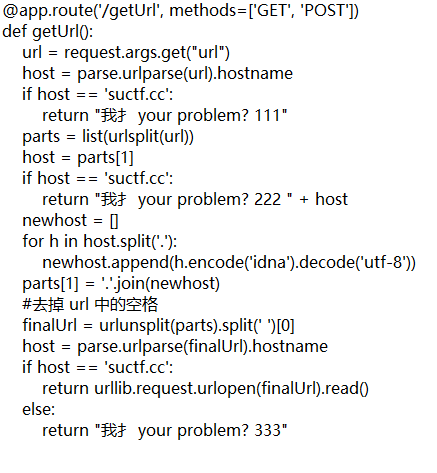 @app.route('/getUrl', methods=['GET', 'POST'])
def getUrl():
    url = request.args.get("url")
    host = parse.urlparse(url).hostname
    if host == 'suctf.cc':
        return "我扌 your problem? 111"
    parts = list(urlsplit(url))
    host = parts[1]
    if host == 'suctf.cc':
        return "我扌 your problem? 222 " + host
    newhost = []
    for h in host.split('.'):
        newhost.append(h.encode('idna').decode('utf-8'))
    parts[1] = '.'.join(newhost)
    #去掉 url 中的空格
    finalUrl = urlunsplit(parts).split(' ')[0]
    host = parse.urlparse(finalUrl).hostname
    if host == 'suctf.cc':
        return urllib.request.urlopen(finalUrl).read()
    else:
        return "我扌 your problem? 333"